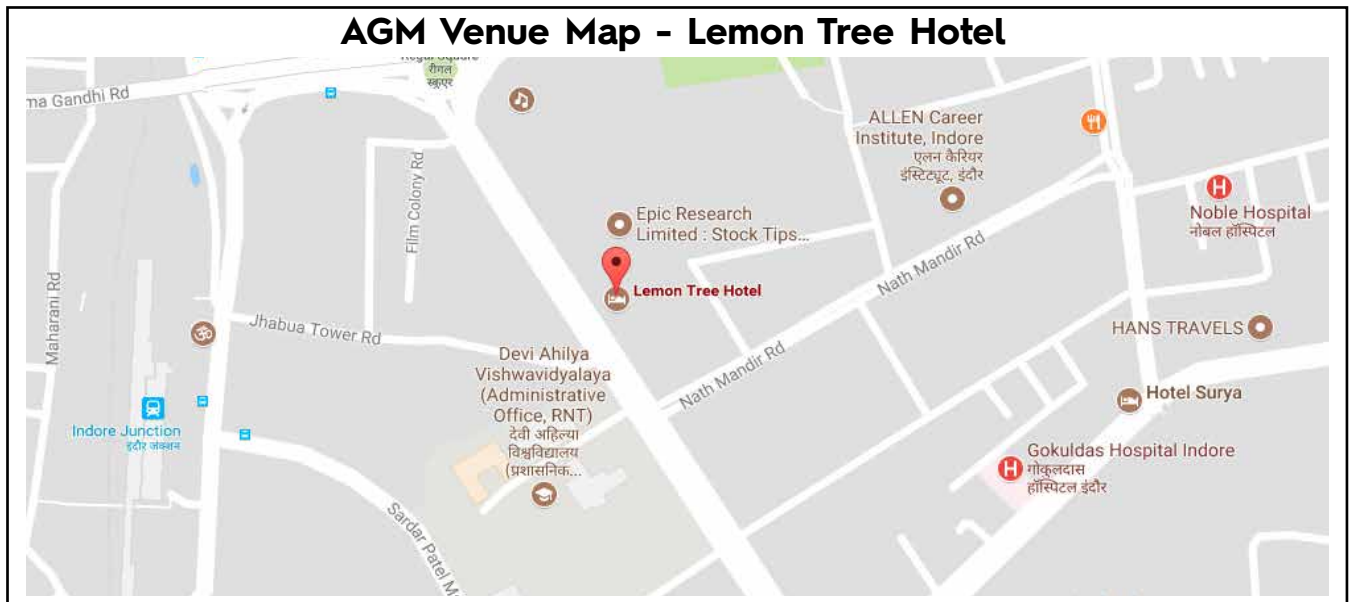 AGM Venue Map - Lemon Tree Hotel
Regal Square
रीगल
स्क्वएर
ma Gandhi Rd
Film Colony Rd
Maharani Rd
ALLEN Career
Institute, Indore
एलन कैरियर
इंस्टिट्यूट, इंदौर
Noble Hospital
नोबल हॉस्पिटल
Epic Research
Limited : Stock Tips...
Lemon Tree Hotel
Nath Mandir Rd
Jhabua Tower Rd
HANS TRAVELS
Devi Ahilya
Vishwavidyalaya
(Administrative
Office, RNT)
देवी अहिल्या
विश्वविद्यालय
(प्रशासनिक...
Nath Mandir Rd
Hotel Surya
Indore Junction
इंदौर जंक्शन
Gokuldas Hospital Indore
गोकुलदास
हॉस्पिटल इंदौर
Sardar Patel M